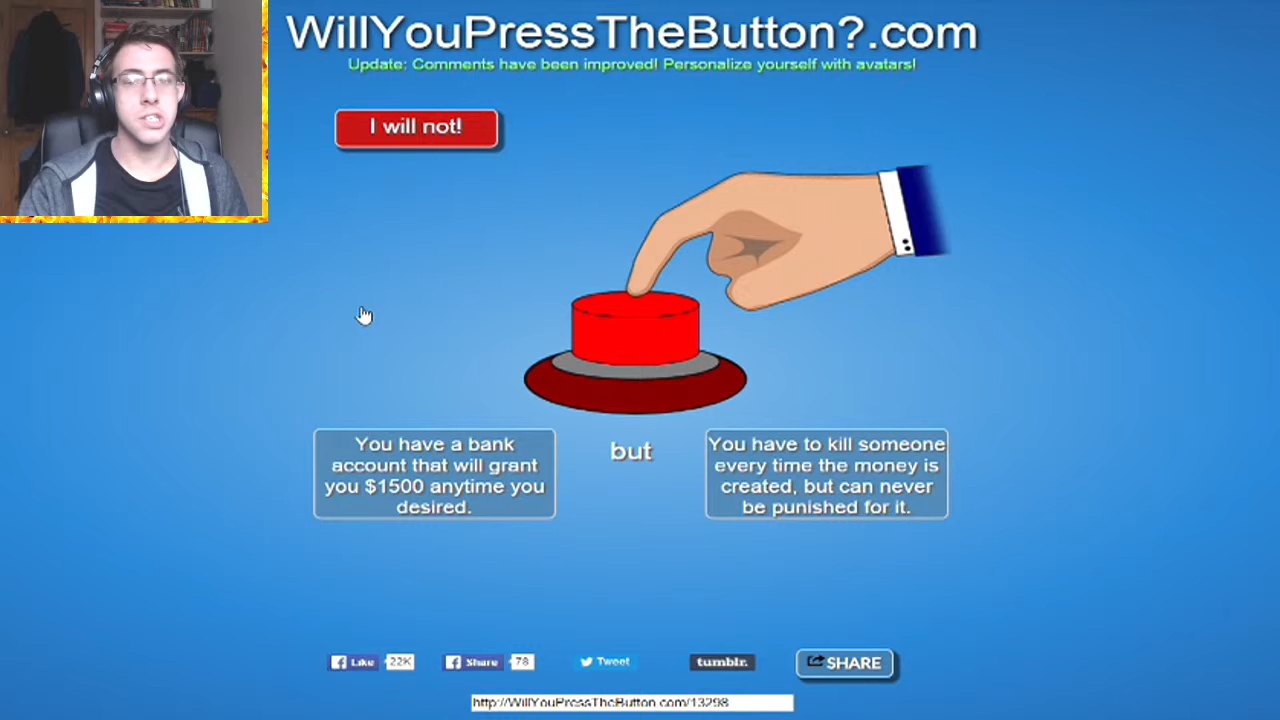 WillYouPressTheButton?.com
Update: Comments have been improved! Personalize yourself with avatars!
I will not!
You have a bank
account that will grant
you $1500 anytime you
desired.
but
You have to kill someone
every time the money is
created, but can never
be punished for it.
Like 22K
Share 78
Tweet
tumblr.
SHARE
http://WillYouPressTheButton.com/13298